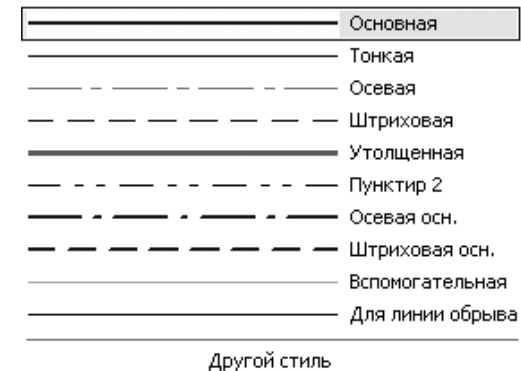 Основная
Тонкая
Осевая
Штриховая
Утолщенная
Пунктир 2
Осевая осн.
Штриховая осн.
Вспомогательная
Для линии обрыва
Другой стиль